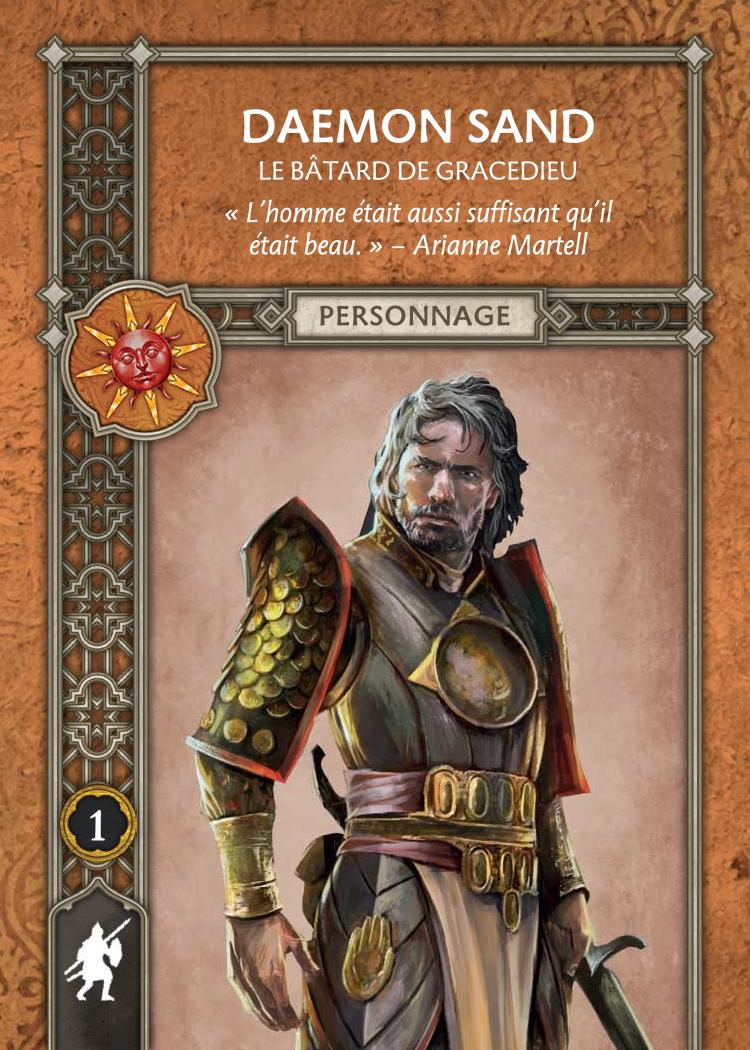 DAEMON SAND
LE BÂTARD DE GRACEDIEU
« L'homme était aussi suffisant qu'il
était beau. » – Arianne Martell
PERSONNAGE
1